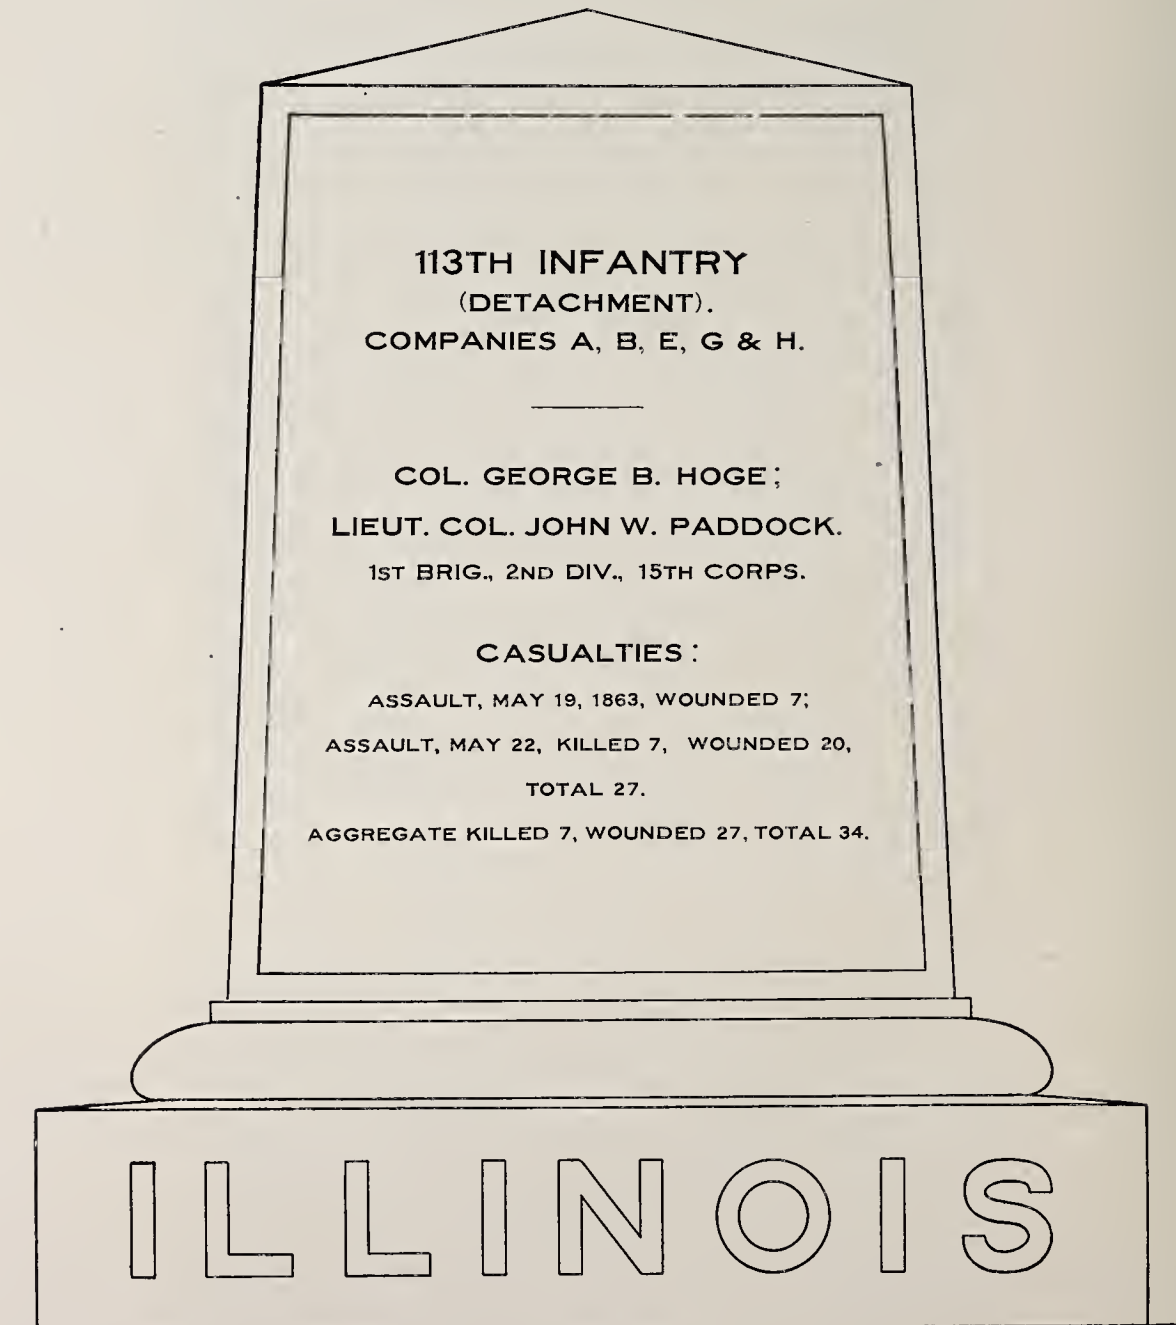 113TH INFANTRY
(DETACHMENT).
COMPANIES A, B, E, G & H.
COL. GEORGE B. HOGE;
LIEUT. COL. JOHN W. PADDOCK.
1ST BRIG., 2ND DIV., 15TH CORPS.
CASUALTIES:
ASSAULT, MAY 19, 1863, WOUNDED 7;
ASSAULT, MAY 22, KILLED 7, WOUNDED 20,
TOTAL 27.
AGGREGATE KILLED 7, WOUNDED 27, TOTAL 34.
ILLINOIS